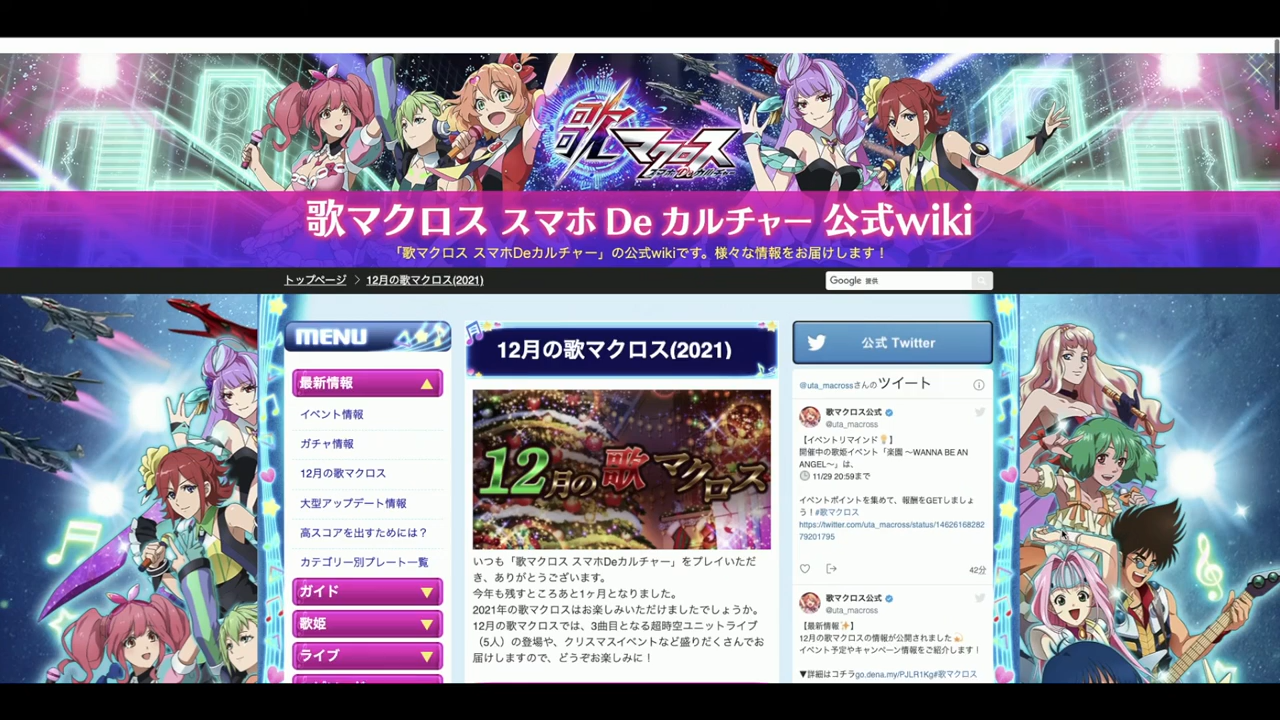 歌マクロス
スマホDeカルチャー
歌マクロス スマホ De カルチャー 公式wiki
「歌マクロス スマホDeカルチャー」の公式wikiです。様々な情報をお届けします！
トップページ > 12月の歌マクロス(2021)
Google 提供
MENU
最新情報
イベント情報
ガチャ情報
12月の歌マクロス
大型アップデート情報
高スコアを出すためには？
カテゴリー別プレート一覧
ガイド
歌姫
ライブ
12月の歌マクロス(2021)
12月の歌マクロス
いつも「歌マクロス スマホDeカルチャー」をプレイいただ
き、ありがとうございます。
今年も残すところあと1ヶ月となりました。
2021年の歌マクロスはお楽しみいただけましたでしょうか。
12月の歌マクロスでは、3曲目となる超時空ユニットライブ
（5人）の登場や、クリスマスイベントなど盛りだくさんでお
届けしますので、どうぞお楽しみに！
公式 Twitter
@uta_macrossさんのツイート
歌マクロス公式
@uta_macross
【イベントリマインド💡】
開催中の歌姫イベント「楽園 〜WANNA BE AN
ANGEL〜」は、
🕘 11/29 20:59まで
イベントポイントを集めて、報酬をGETしましょ
う！#歌マクロス
https://twitter.com/uta_macross/status/14626168282
79201795
42分
歌マクロス公式
@uta_macross
【最新情報✨】
12月の歌マクロスの情報が公開されました💫
イベント予定やキャンペーン情報をご紹介します！
▼詳細はコチラgo.dena.my/PJLR1Kg#歌マクロス